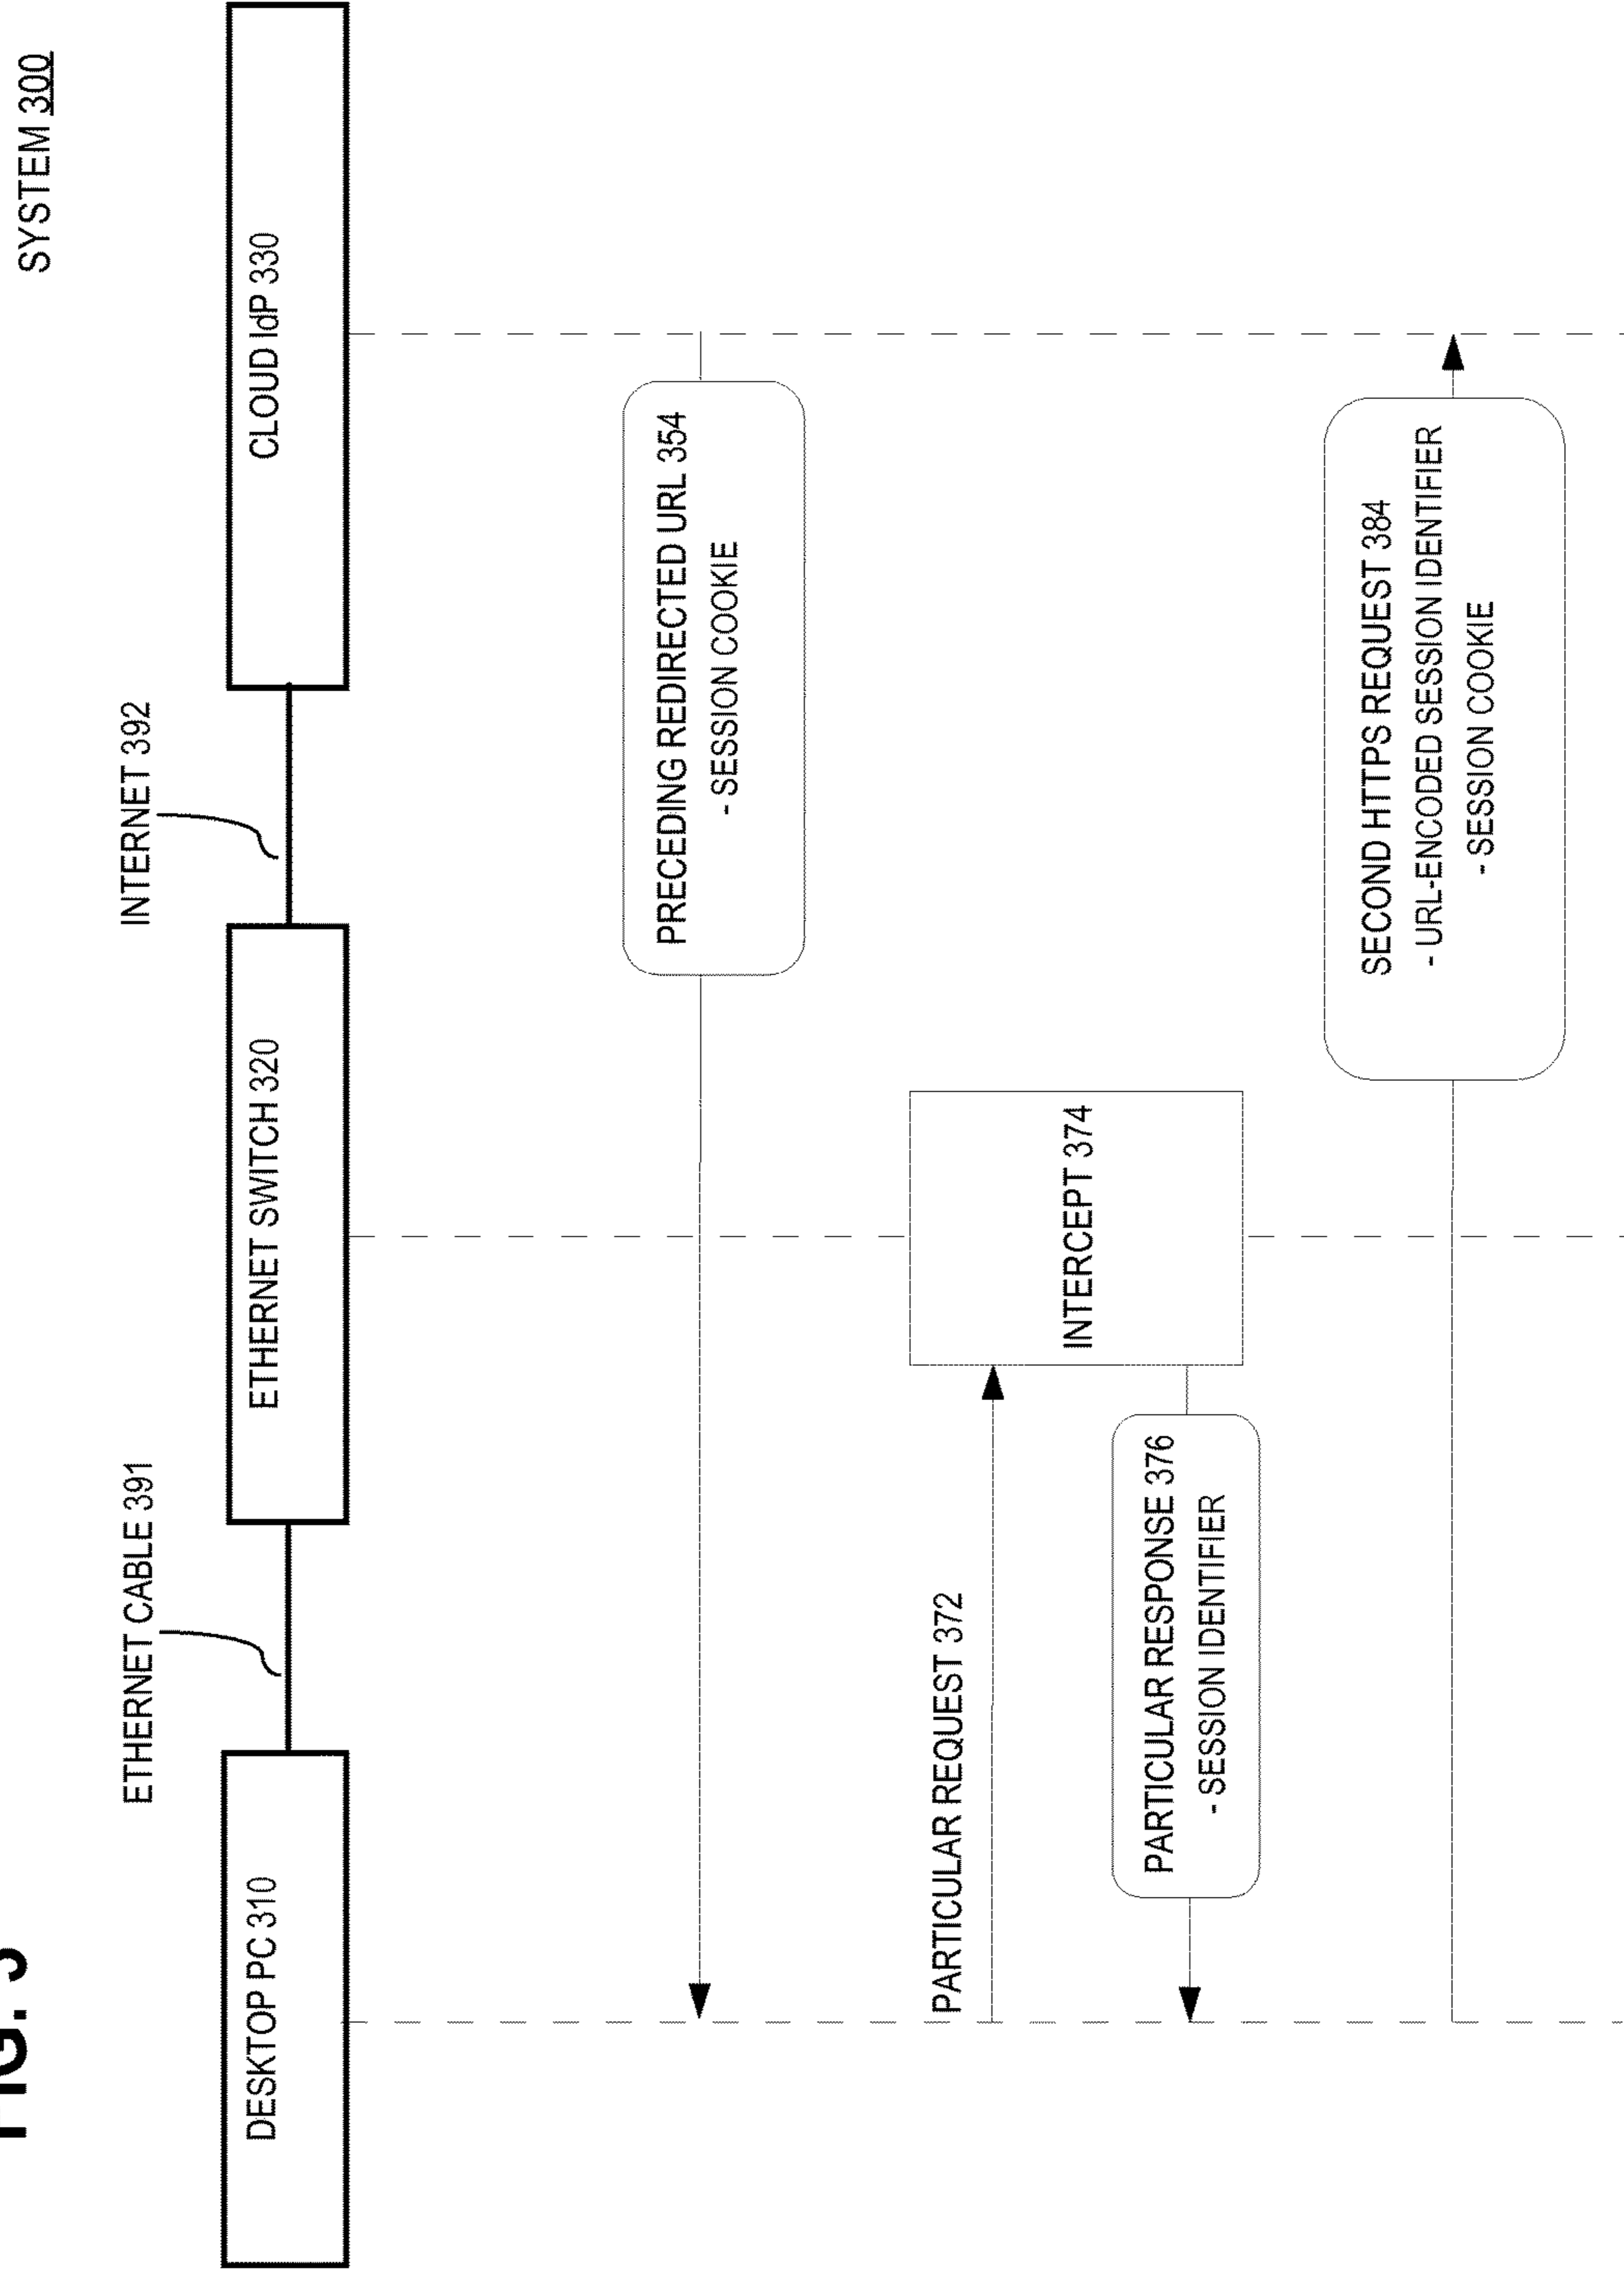 FIG. 3
SYSTEM 300
ETHERNET CABLE 391
INTERNET 392
DESKTOP PC 310
ETHERNET SWITCH 320
CLOUD IdP 330
PRECEDING REDIRECTED URL 354
- SESSION COOKIE
PARTICULAR REQUEST 372
INTERCEPT 374
PARTICULAR RESPONSE 376
- SESSION IDENTIFIER
SECOND HTTPS REQUEST 384
- URL-ENCODED SESSION IDENTIFIER
- SESSION COOKIE